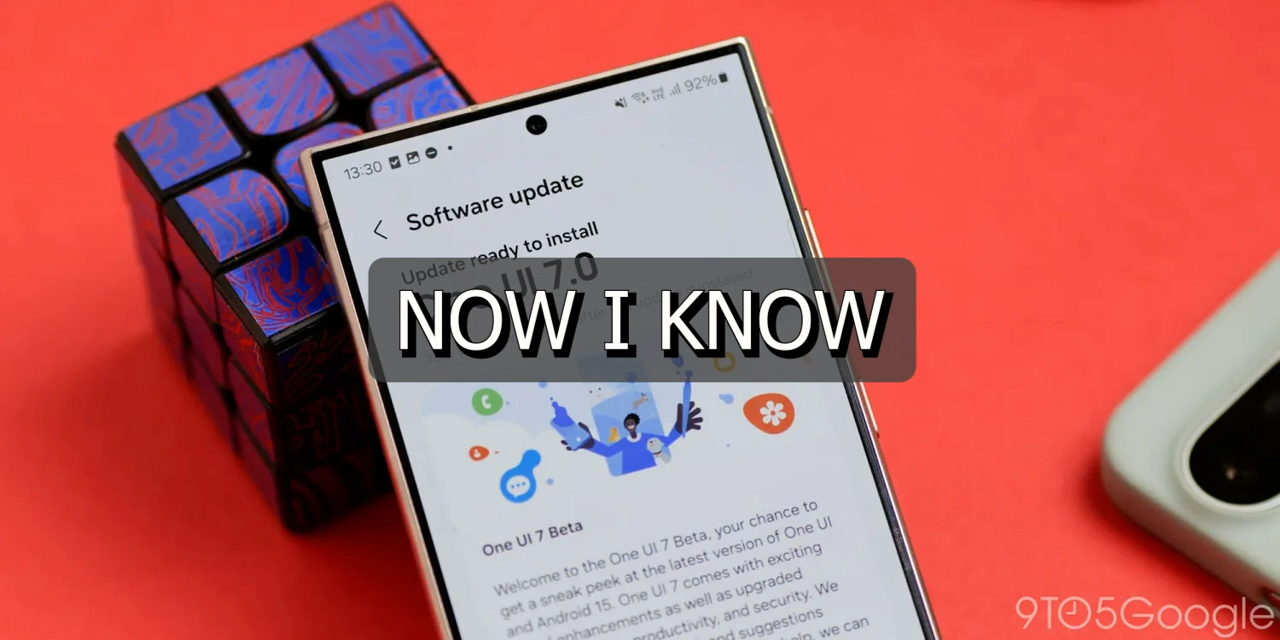 13:30
92%
Software update
Update ready to install
One UI 7.0
NOW I KNOW
One UI 7 Beta
Welcome to the One UI 7 Beta, your chance to
get a sneak peek at the latest version of One UI
and Android 15. One UI 7 comes with exciting
enhancements as well as upgraded
productivity, and security. We
and suggestions
we can
9TO5Google